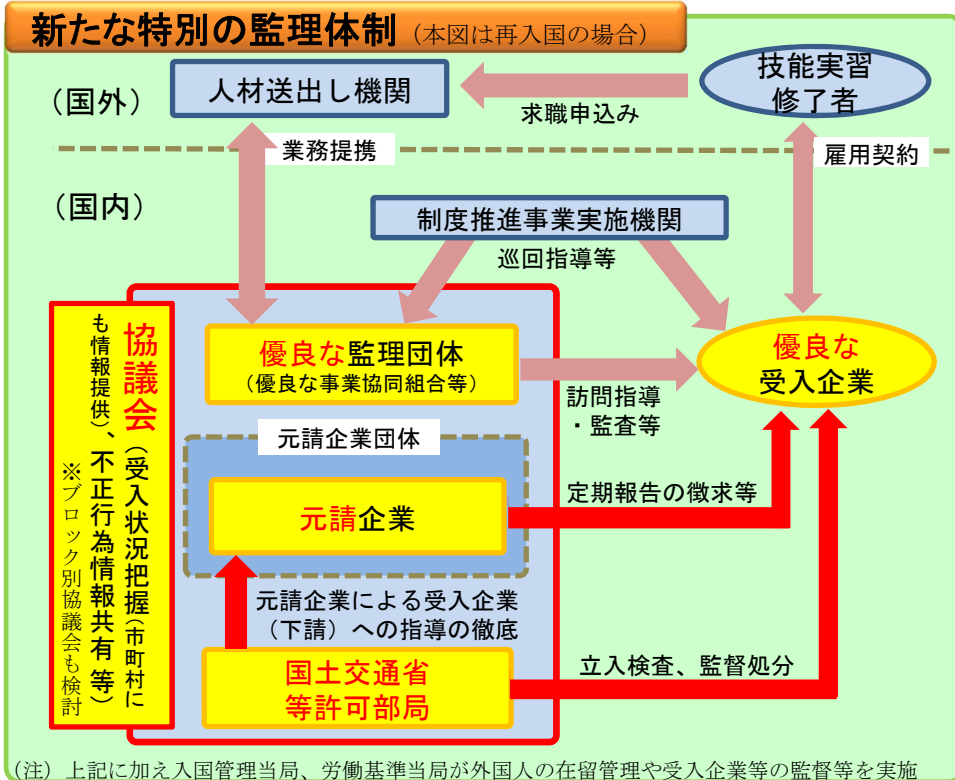 新たな特別の監理体制（本図は再入国の場合）
（国外）
人材送出し機関
求職申込み
技能実習
修了者
業務提携
雇用契約
（国内）
制度推進事業実施機関
巡回指導等
協議会（受入状況把握（市町村に
も情報提供）、不正行為情報共有 等）
※ブロック別協議会も検討
優良な監理団体
（優良な事業協同組合等）
訪問指導
・監査等
優良な
受入企業
元請企業団体
元請企業
定期報告の徴求等
元請企業による受入企業
（下請）への指導の徹底
国土交通省
等許可部局
立入検査、監督処分
（注）上記に加え入国管理当局、労働基準当局が外国人の在留管理や受入企業等の監督等を実施